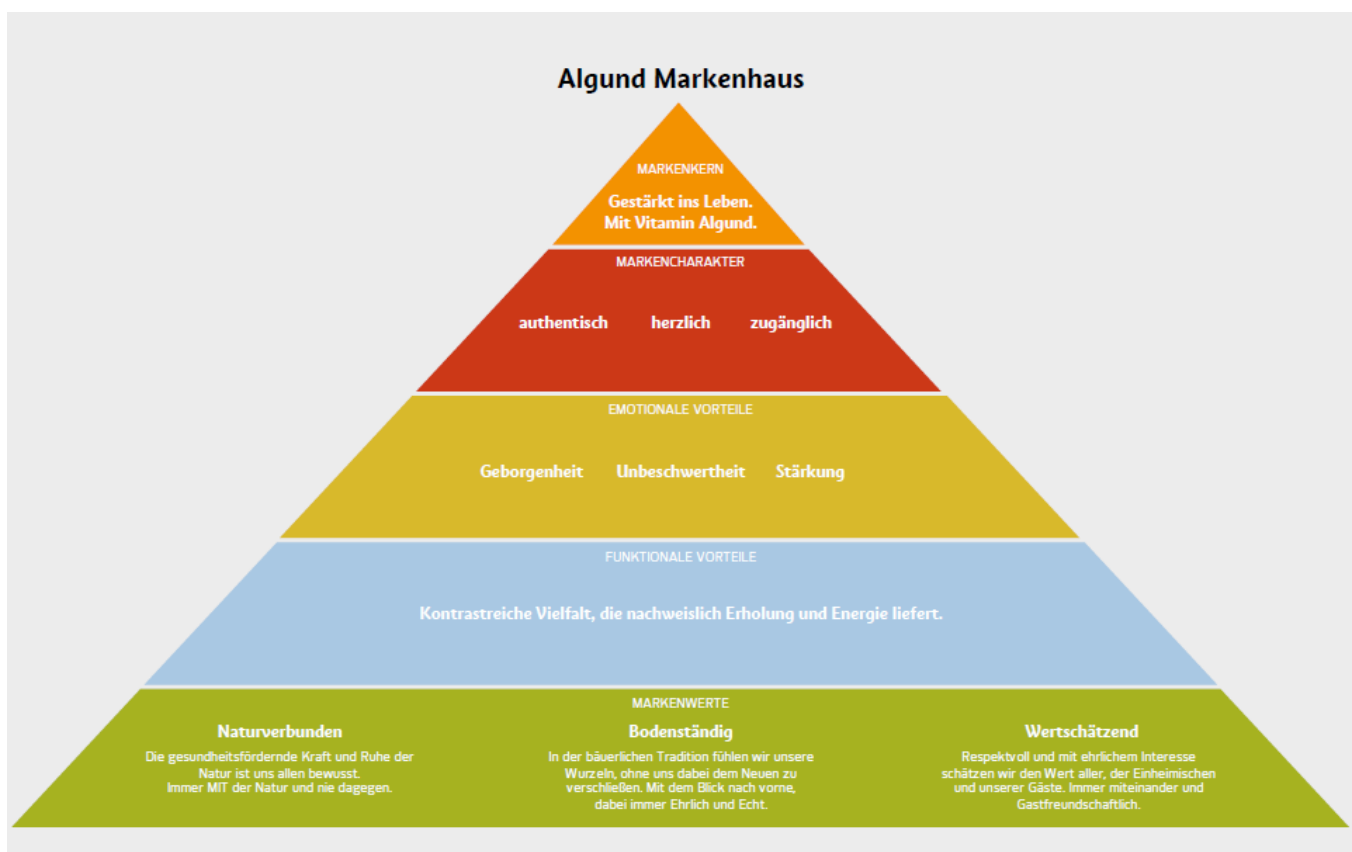 Algund Markenhaus
MARKENKERN
Gestärkt ins Leben.
Mit Vitamin Algund.
MARKENCHARAKTER
authentisch herzlich zugänglich
EMOTIONALE VORTEILE
Geborgenheit Unbeschwertheit Stärkung
FUNKTIONALE VORTEILE
Kontrastreiche Vielfalt, die nachweislich Erholung und Energie liefert.
MARKENWERTE
Naturverbunden
Die gesundheitsfördernde Kraft und Ruhe der
Natur ist uns allen bewusst.
Immer MIT der Natur und nie dagegen.
Bodenständig
In der bäuerlichen Tradition fühlen wir unsere
Wurzeln, ohne uns dabei dem Neuen zu
verschließen. Mit dem Blick nach vorne,
dabei immer Ehrlich und Echt.
Wertschätzend
Respektvoll und mit ehrlichem Interesse
schätzen wir den Wert aller, der Einheimischen
und unserer Gäste. Immer miteinander und
Gastfreundschaftlich.